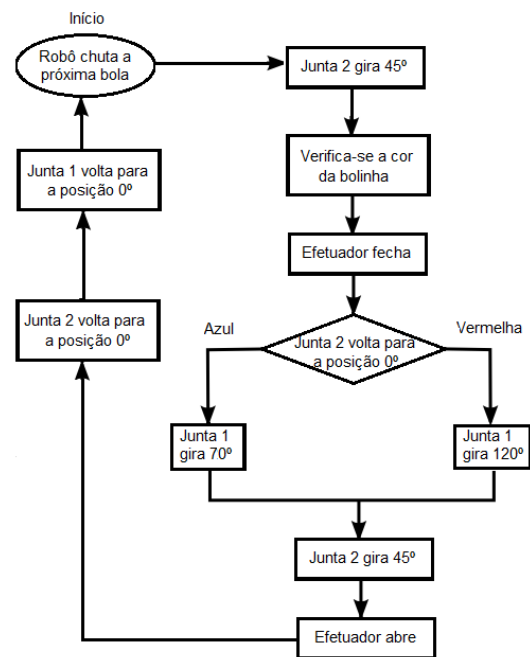 Início
Robô chuta a
próxima bola
Junta 2 gira 45º
Verifica-se a cor
da bolinha
Efetuador fecha
Azul
Vermelha
Junta 2 volta para
a posição 0º
Junta 1
gira 70º
Junta 1
gira 120º
Junta 2 gira 45º
Efetuador abre
Junta 2 volta para
a posição 0º
Junta 1 volta para
a posição 0º